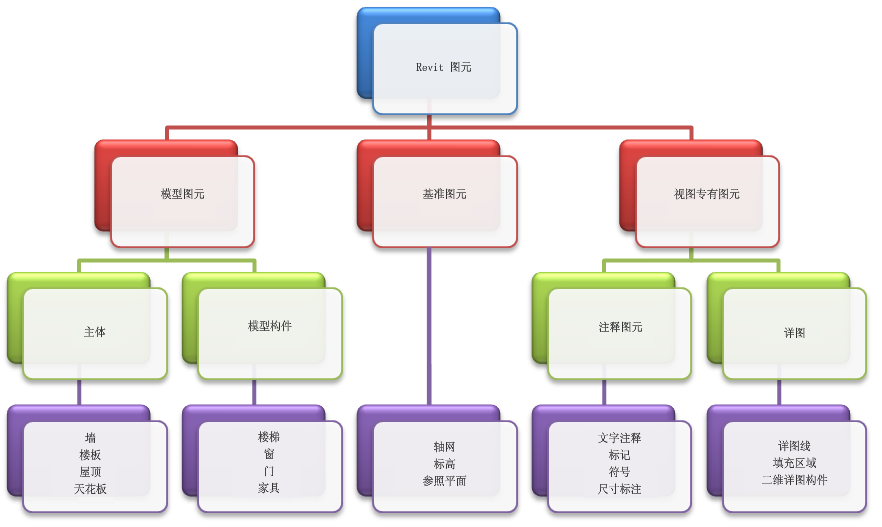 Revit 图元
模型图元
基准图元
视图专有图元
主体
模型构件
注释图元
详图
墙
楼板
屋顶
天花板
楼梯
窗
门
家具
轴网
标高
参照平面
文字注释
标记
符号
尺寸标注
详图线
填充区域
二维详图构件